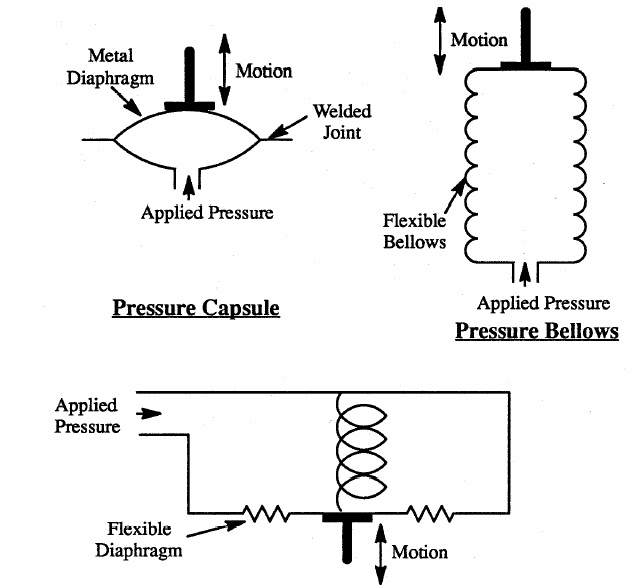 Metal
Diaphragm
Motion
Welded
Joint
Applied Pressure
Pressure Capsule
Motion
Flexible
Bellows
Applied Pressure
Pressure Bellows
Applied
Pressure
Flexible
Diaphragm
Motion